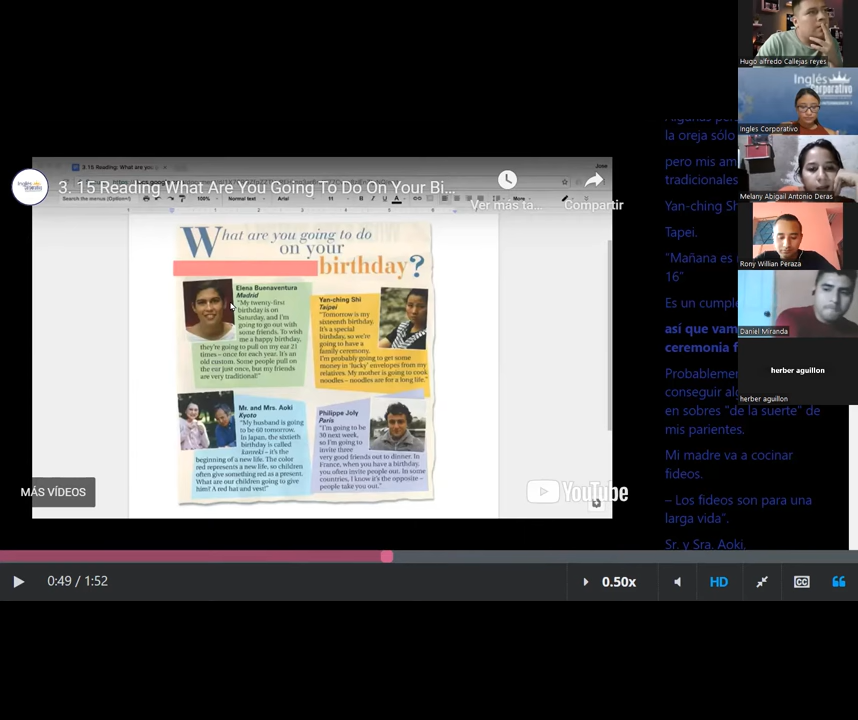 Hugo alfredo Callejas reyes
Inglés
Corporativo
Ingles Corporativo
Melany Abigail Antonio Deras
Rony Willian Peraza
Daniel Miranda
herber aguillon
herber aguillon
3. 15 Reading What Are You Going To Do On Your Bi...
Ver más ta...
Compartir
What are you going to do
on your
birthday?
Elena Buenaventura
Madrid
"My twenty-first
birthday is on
Saturday, and I'm
going to go out with
some friends. To wish
me a happy birthday,
they're going to pull on my ear 21
times – once for each year. It's an
old custom. Some people pull on
the ear just once, but my friends
are very traditional!"
Yan-ching Shi
Taipei
"Tomorrow is my
sixteenth birthday.
It's a special
birthday, so we're
going to have a
family ceremony.
I'm probably going to get some
money in 'lucky' envelopes from my
relatives. My mother is going to cook
noodles – noodles are for a long life."
Mr. and Mrs. Aoki
Kyoto
"My husband is going
to be 60 tomorrow.
In Japan, the sixtieth
birthday is called
kanreki – it's the
beginning of a new life. The color
red represents a new life, so children
often give something red as a present.
What are our children going to give
him? A red hat and vest!"
Philippe Joly
Paris
"I'm going to be
30 next week,
so I'm going to
invite three
very good friends out to dinner. In
France, when you have a birthday,
you often invite people out. In some
countries, I know it's the opposite –
people take you out."
MÁS VÍDEOS
YouTube
la oreja sólo
pero mis am
tradicionales
Yan-ching Sh
Tapei.
"Mañana es
16"
Es un cumple
así que vam
ceremonia f
Probablemen
conseguir al
en sobres "de la suerte" de
mis parientes.
Mi madre va a cocinar
fideos.
– Los fideos son para una
larga vida".
Sr. y Sra. Aoki,
0:49 / 1:52
0.50x
HD
CC